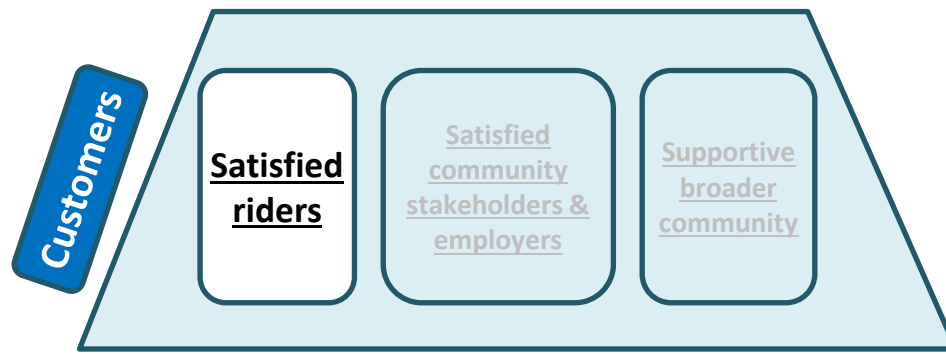 Customers
Satisfied
riders
Satisfied
community
stakeholders &
employers
Supportive
broader
community